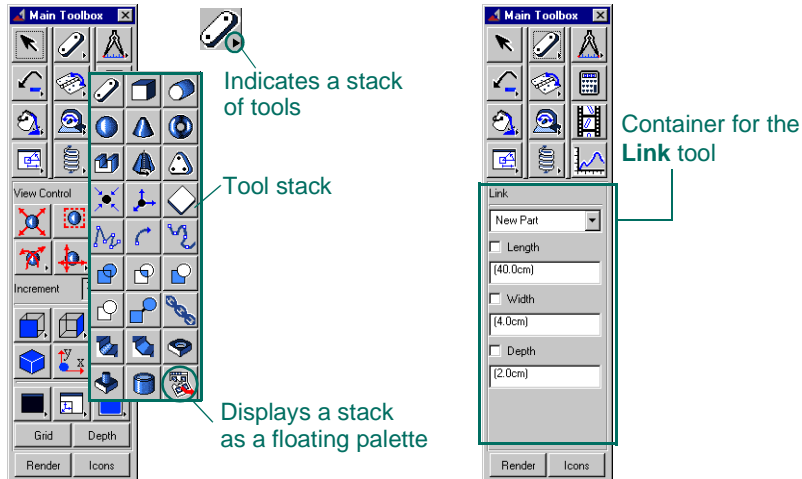 Main Toolbox
Indicates a stack
of tools
Tool stack
View Control
Increment
Grid
Depth
Render
Icons
Displays a stack
as a floating palette
Main Toolbox
Container for the
Link tool
Link
New Part
Length
(40.0cm)
Width
(4.0cm)
Depth
(2.0cm)
Render
Icons